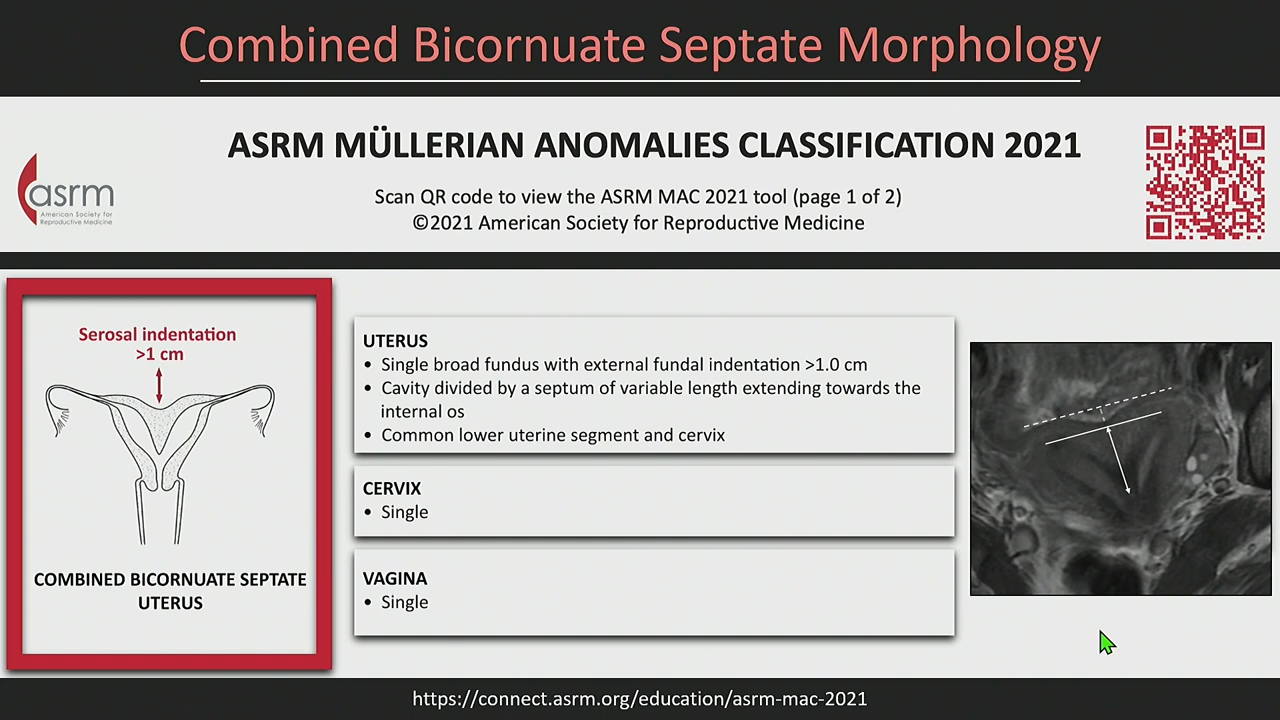 Combined Bicornuate Septate Morphology
ASRM MÜLLERIAN ANOMALIES CLASSIFICATION 2021
asrm
American Society for
Reproductive Medicine
Scan QR code to view the ASRM MAC 2021 tool (page 1 of 2)
©2021 American Society for Reproductive Medicine
Serosal indentation
>1 cm
COMBINED BICORNUATE SEPTATE
UTERUS
UTERUS
• Single broad fundus with external fundal indentation >1.0 cm
• Cavity divided by a septum of variable length extending towards the
internal os
• Common lower uterine segment and cervix
CERVIX
• Single
VAGINA
• Single
https://connect.asrm.org/education/asrm-mac-2021